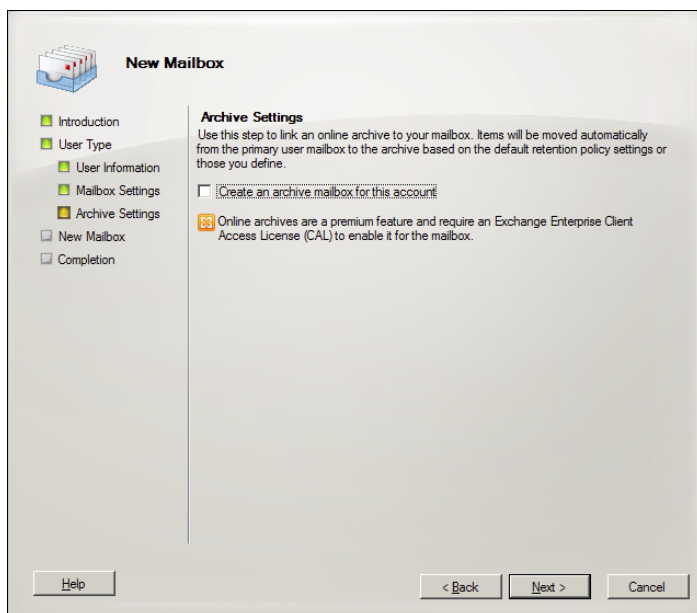 New Mailbox
Introduction
User Type
User Information
Mailbox Settings
Archive Settings
New Mailbox
Completion
Archive Settings
Use this step to link an online archive to your mailbox. Items will be moved automatically
from the primary user mailbox to the archive based on the default retention policy settings or
those you define.
Create an archive mailbox for this account
Online archives are a premium feature and require an Exchange Enterprise Client
Access License (CAL) to enable it for the mailbox.
Help
< Back
Next >
Cancel